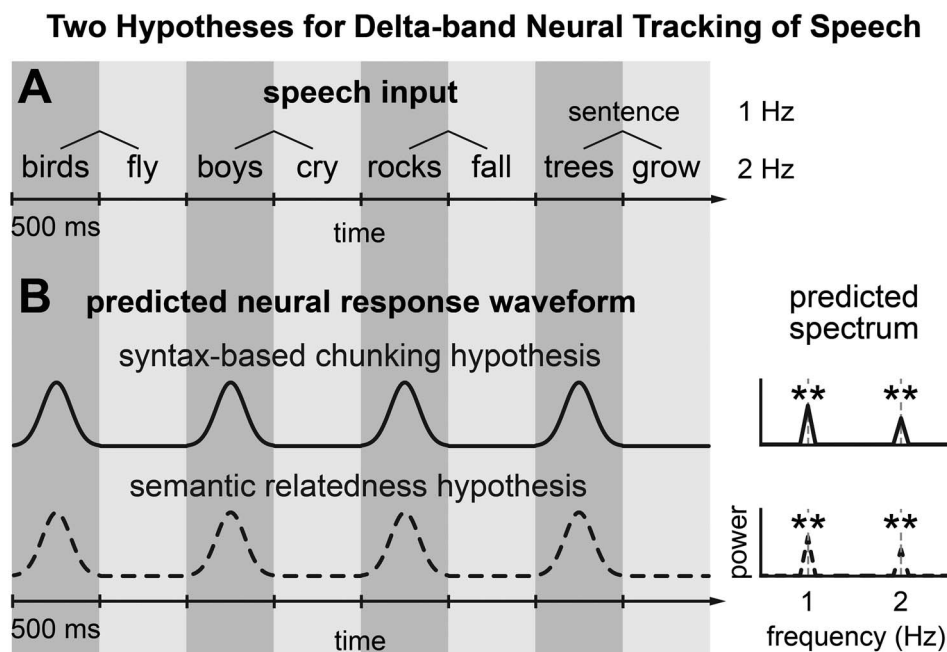 Two Hypotheses for Delta-band Neural Tracking of Speech
A
speech input
sentence
1 Hz
birds fly boys cry rocks fall trees grow
2 Hz
500 ms
time
B
predicted neural response waveform
predicted
spectrum
syntax-based chunking hypothesis
** **
semantic relatedness hypothesis
** **
power
1 2
500 ms
time
frequency (Hz)